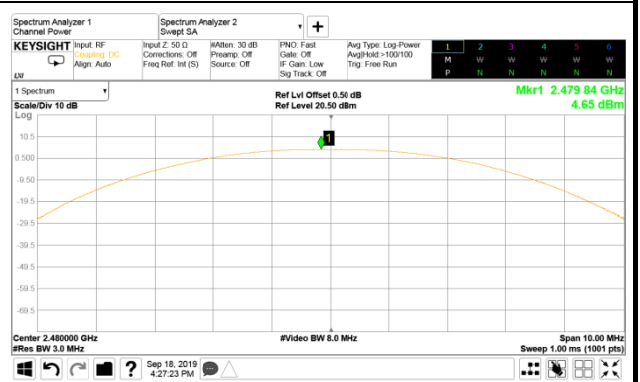 Spectrum Analyzer 1
Channel Power
Spectrum Analyzer 2
Swept SA
+
KEYSIGHT
LXI
Input: RF
Coupling: DC
Align: Auto
Input Z: 50 Ω
Corrections: Off
Freq Ref: Int (S)
#Atten: 30 dB
Preamp: Off
Source: Off
PNO: Fast
Gate: Off
IF Gain: Low
Sig Track: Off
Avg Type: Log-Power
Avg|Hold:>100/100
Trig: Free Run
1 2 3 4 5 6
M W W W W W
P N N N N N
1 Spectrum
Scale/Div 10 dB
Log
Ref Lvl Offset 0.50 dB
Ref Level 20.50 dBm
Mkr1 2.479 84 GHz
4.65 dBm
1
10.5
0.500
-9.50
-19.5
-29.5
-39.5
-49.5
-59.5
-69.5
Center 2.480000 GHz
#Res BW 3.0 MHz
#Video BW 8.0 MHz
Span 10.00 MHz
Sweep 1.00 ms (1001 pts)
?
Sep 18, 2019
4:27:23 PM